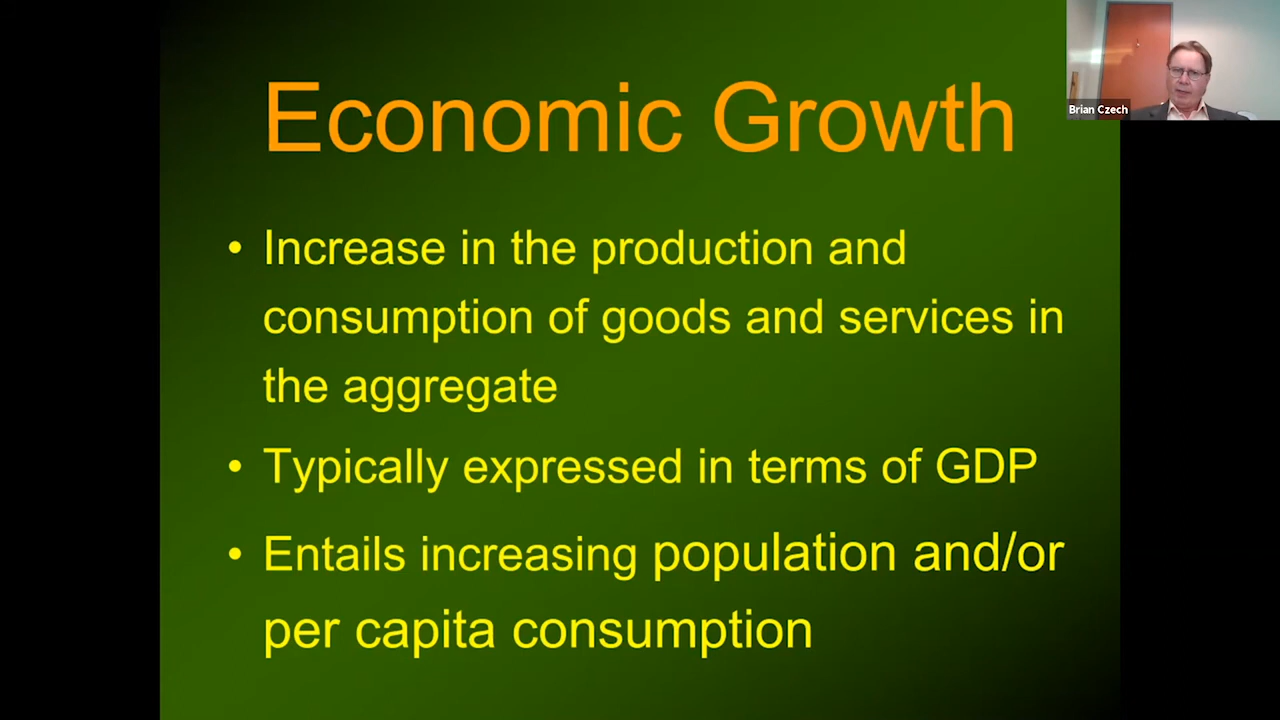 Economic Growth
Brian Czech
• Increase in the production and
consumption of goods and services in
the aggregate
• Typically expressed in terms of GDP
• Entails increasing population and/or
per capita consumption